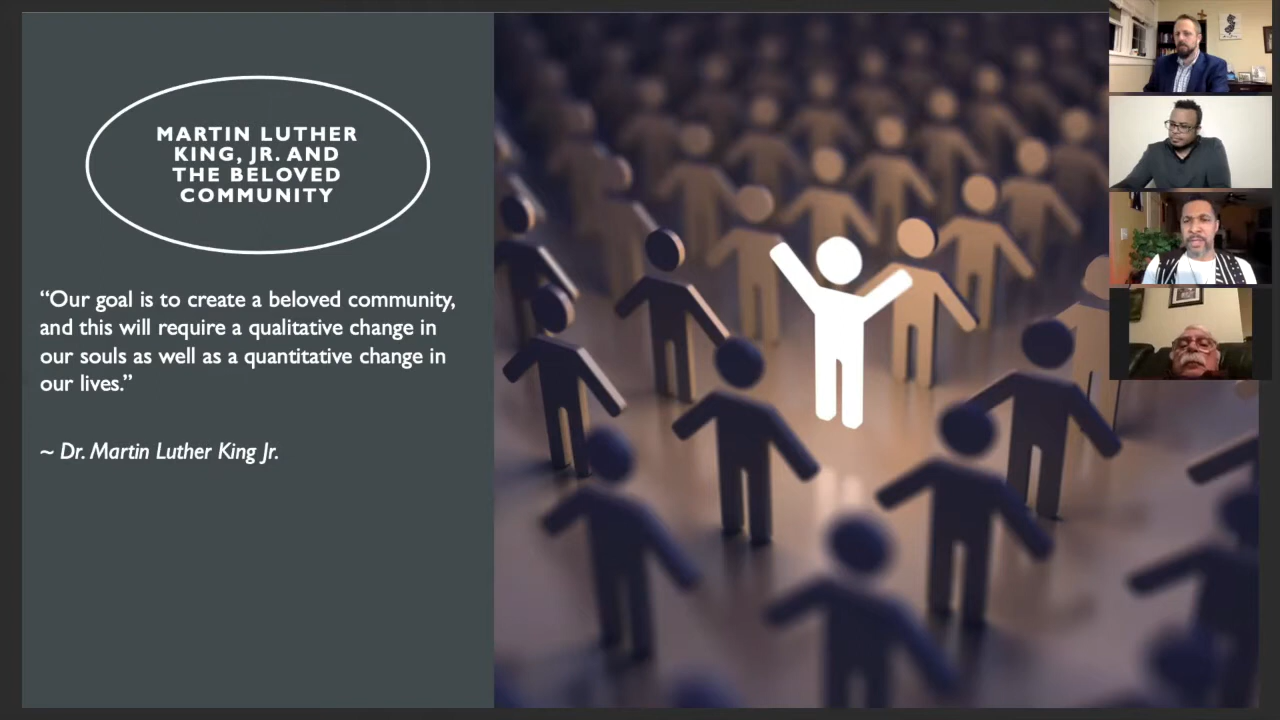 MARTIN LUTHER
KING, JR. AND
THE BELOVED
COMMUNITY
“Our goal is to create a beloved community,
and this will require a qualitative change in
our souls as well as a quantitative change in
our lives.”
~ Dr. Martin Luther King Jr.